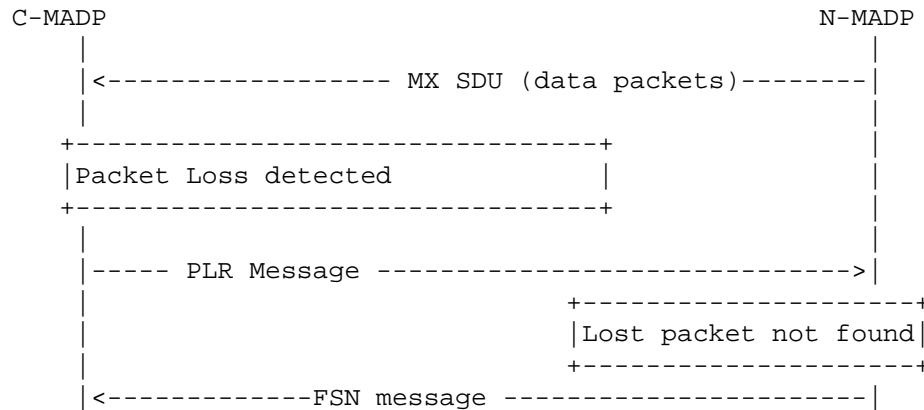 C-MADP N-MADP
MX SDU (data packets)
Packet Loss detected
PLR Message
Lost packet not found
FSN message